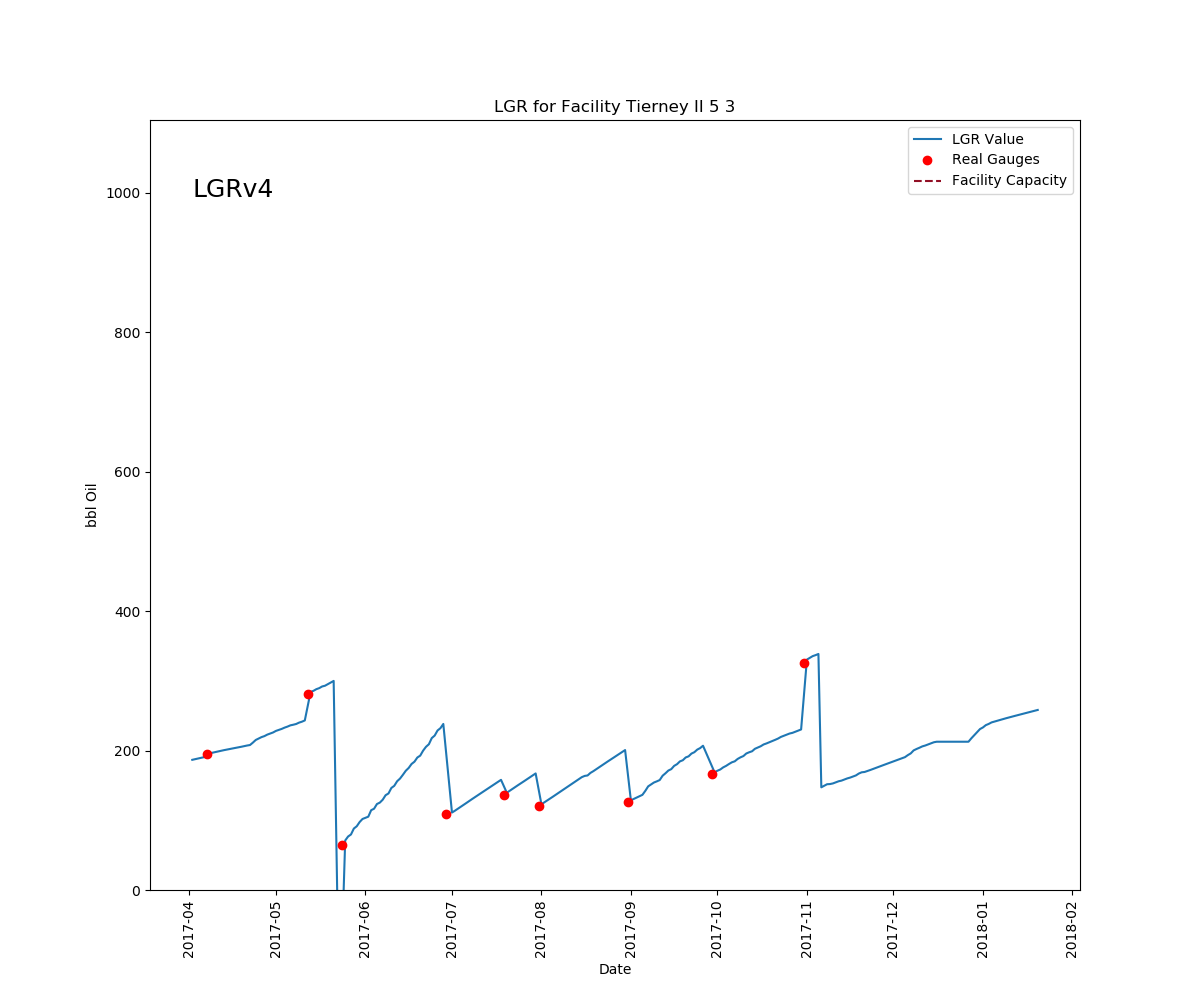 LGR for Facility Tierney II 5 3
LGRv4
LGR Value
Real Gauges
Facility Capacity
1000
800
600
400
200
0
bbl Oil
2017-04
2017-05
2017-06
2017-07
2017-08
2017-09
2017-10
2017-11
2017-12
2018-01
2018-02
Date